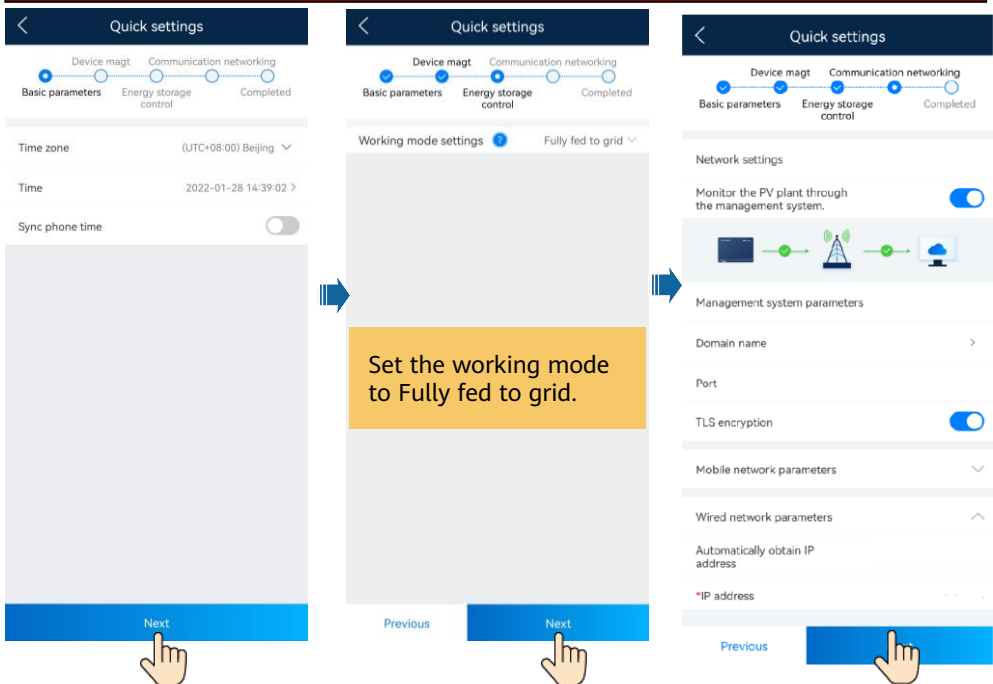 Quick settings
Device magt Communication networking
Basic parameters Energy storage Completed
control
Time zone (UTC+08:00) Beijing
Time 2022-01-28 14:39:02 >
Sync phone time
Next
Quick settings
Device magt Communication networking
Basic parameters Energy storage Completed
control
Working mode settings ? Fully fed to grid
Set the working mode
to Fully fed to grid.
Previous Next
Quick settings
Device magt Communication networking
Basic parameters Energy storage Completed
control
Network settings
Monitor the PV plant through
the management system.
Management system parameters
Domain name >
Port
TLS encryption
Mobile network parameters
Wired network parameters
Automatically obtain IP
address
*IP address
Previous